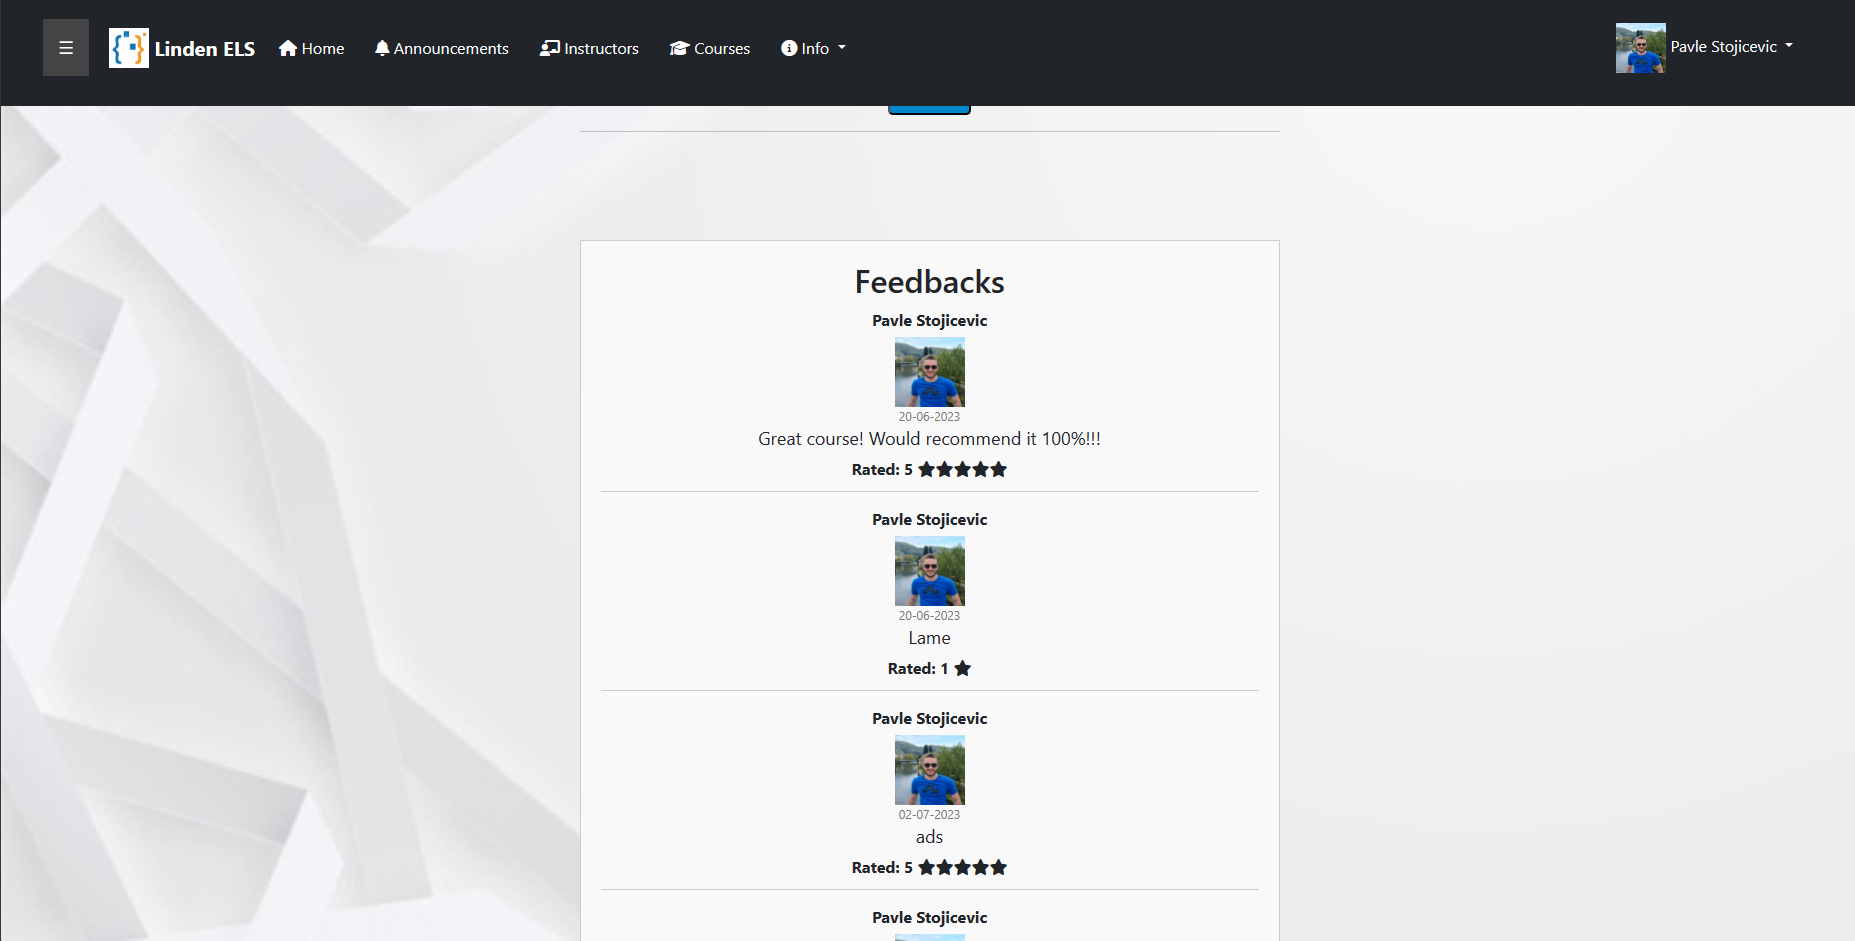 ☰ Linden ELS Home Announcements Instructors Courses Info Pavle Stojicevic
Feedbacks
Pavle Stojicevic
20-06-2023
Great course! Would recommend it 100%!!!
Rated: 5 ★★★★★
Pavle Stojicevic
20-06-2023
Lame
Rated: 1 ★
Pavle Stojicevic
02-07-2023
ads
Rated: 5 ★★★★★
Pavle Stojicevic